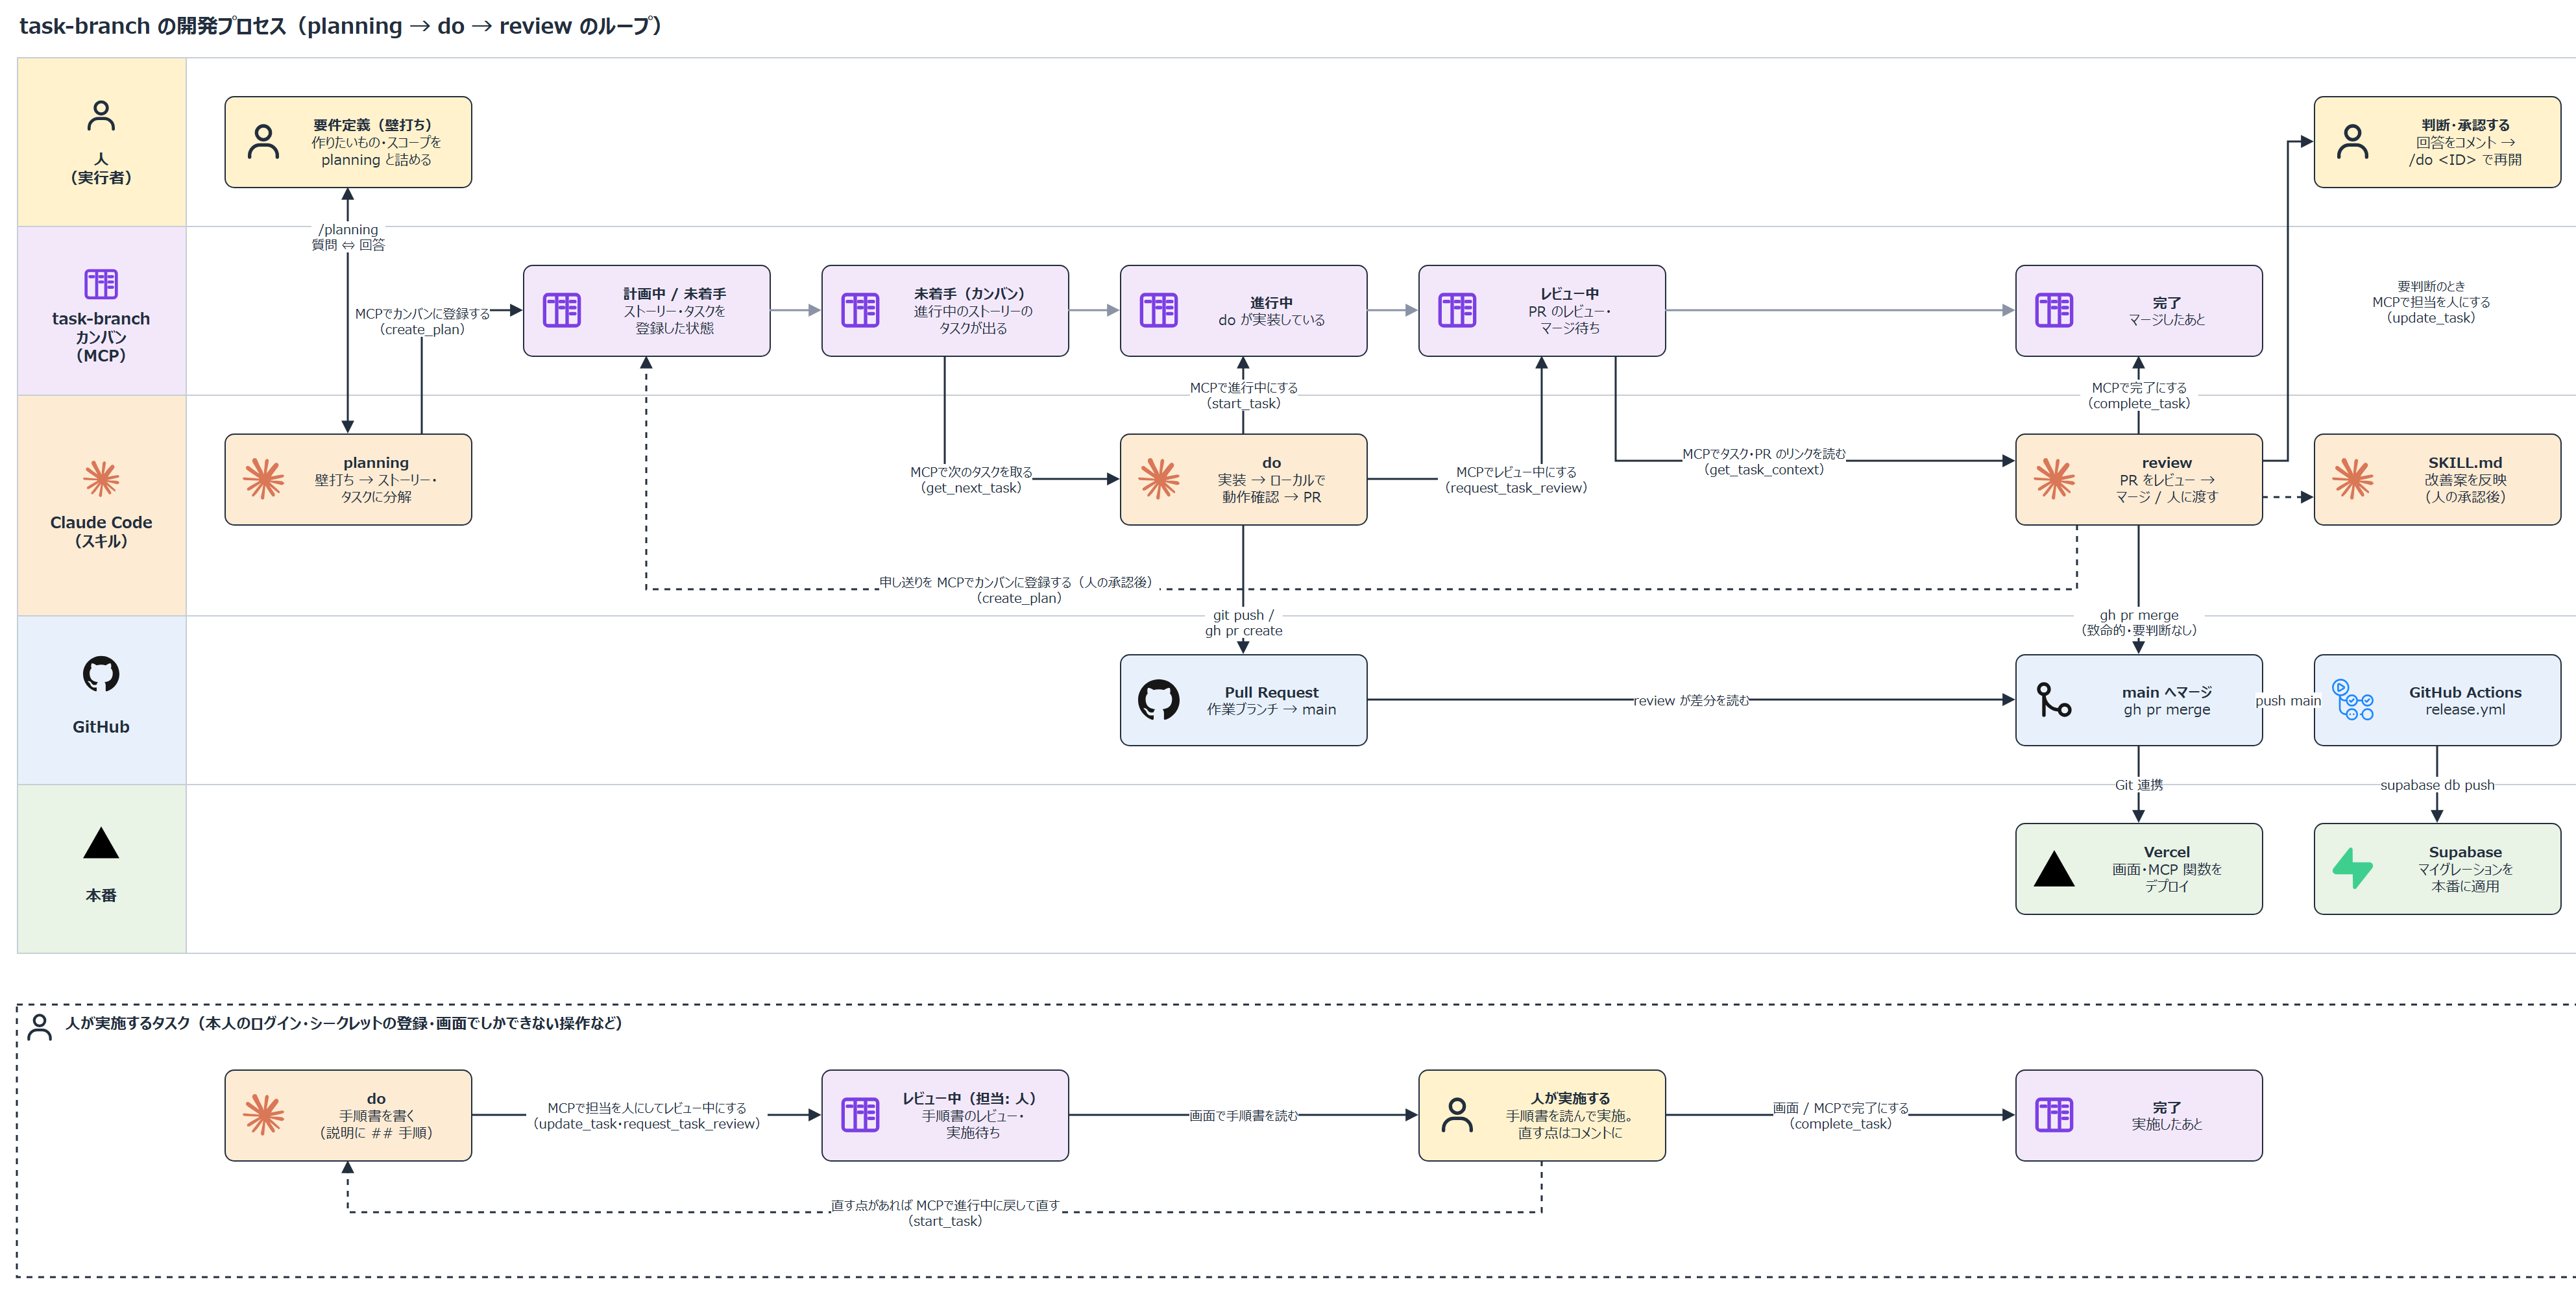 task-branch の開発プロセス（planning → do → review のループ）
人
（実行者）
要件定義（壁打ち）
作りたいもの・スコープを
planning と詰める
判断・承認する
回答をコメント →
/do <ID> で再開
/planning
質問 ⇔ 回答
task-branch
カンバン
（MCP）
MCPでカンバンに登録する
（create_plan）
計画中 / 未着手
ストーリー・タスクを
登録した状態
未着手（カンバン）
進行中のストーリーの
タスクが出る
進行中
do が実装している
レビュー中
PR のレビュー・
マージ待ち
完了
マージしたあと
要判断のとき
MCPで担当を人にする
（update_task）
MCPで進行中にする
（start_task）
MCPで完了にする
（complete_task）
Claude Code
（スキル）
planning
壁打ち → ストーリー・
タスクに分解
MCPで次のタスクを取る
（get_next_task）
do
実装 → ローカルで
動作確認 → PR
MCPでレビュー中にする
（request_task_review）
MCPでタスク・PR のリンクを読む
（get_task_context）
review
PR をレビュー →
マージ / 人に渡す
SKILL.md
改善案を反映
（人の承認後）
申し送りを MCPでカンバンに登録する（人の承認後）
（create_plan）
git push /
gh pr create
gh pr merge
（致命的・要判断なし）
GitHub
Pull Request
作業ブランチ → main
review が差分を読む
main へマージ
gh pr merge
push main
GitHub Actions
release.yml
Git 連携
supabase db push
本番
Vercel
画面・MCP 関数を
デプロイ
Supabase
マイグレーションを
本番に適用
人が実施するタスク（本人のログイン・シークレットの登録・画面でしかできない操作など）
do
手順書を書く
（説明に ## 手順）
MCPで担当を人にしてレビュー中にする
（update_task・request_task_review）
レビュー中（担当: 人）
手順書のレビュー・
実施待ち
画面で手順書を読む
人が実施する
手順書を読んで実施。
直す点はコメントに
画面 / MCPで完了にする
（complete_task）
完了
実施したあと
直す点があれば MCPで進行中に戻して直す
（start_task）